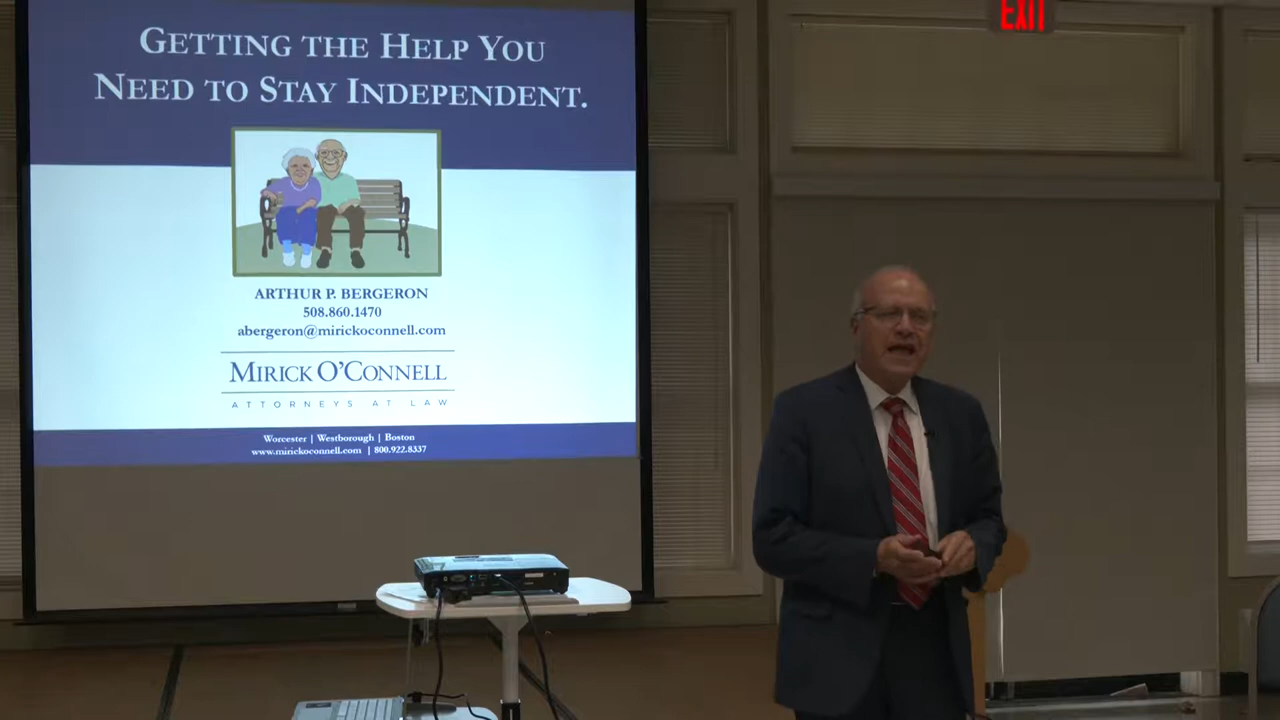 EXIT
GETTING THE HELP YOU
NEED TO STAY INDEPENDENT.
ARTHUR P. BERGERON
508.860.1470
abergeron@mirickoconnell.com
MIRICK O'CONNELL
ATTORNEYS AT LAW
Worcester | Westborough | Boston
www.mirickoconnell.com | 800.922.8337